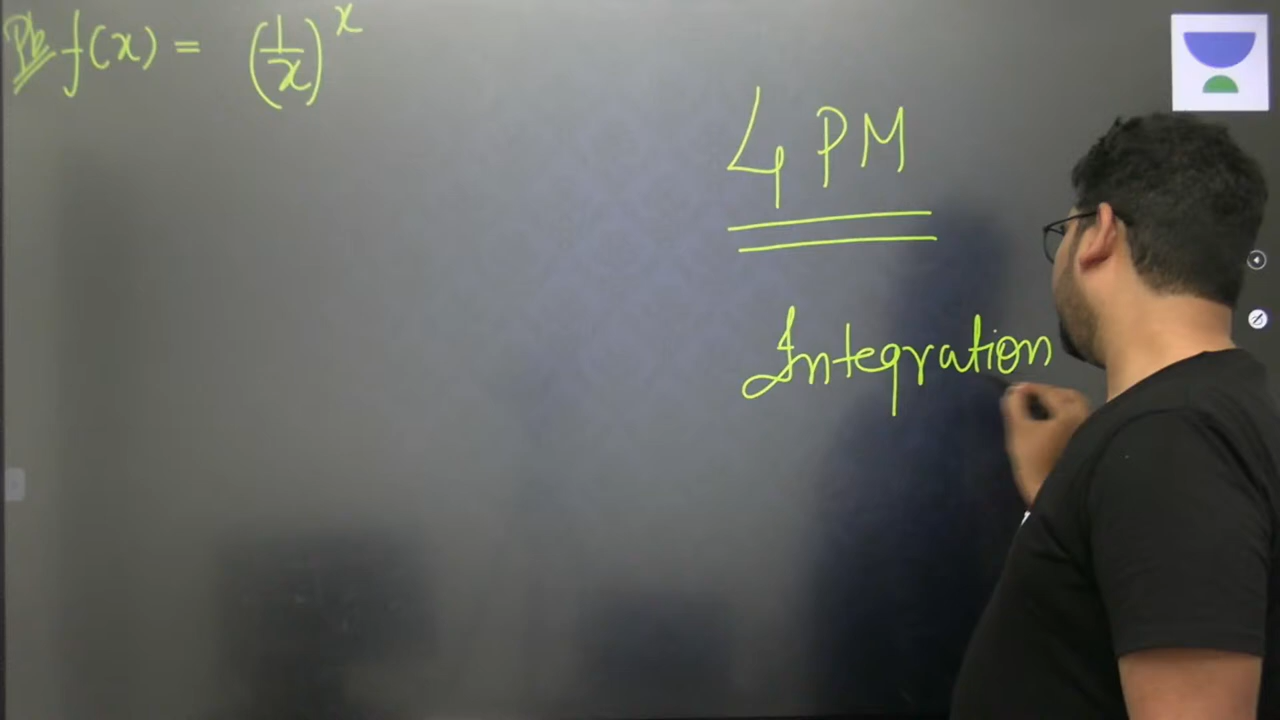 Pb f(x) = (1/x)^x
4 PM
Integration